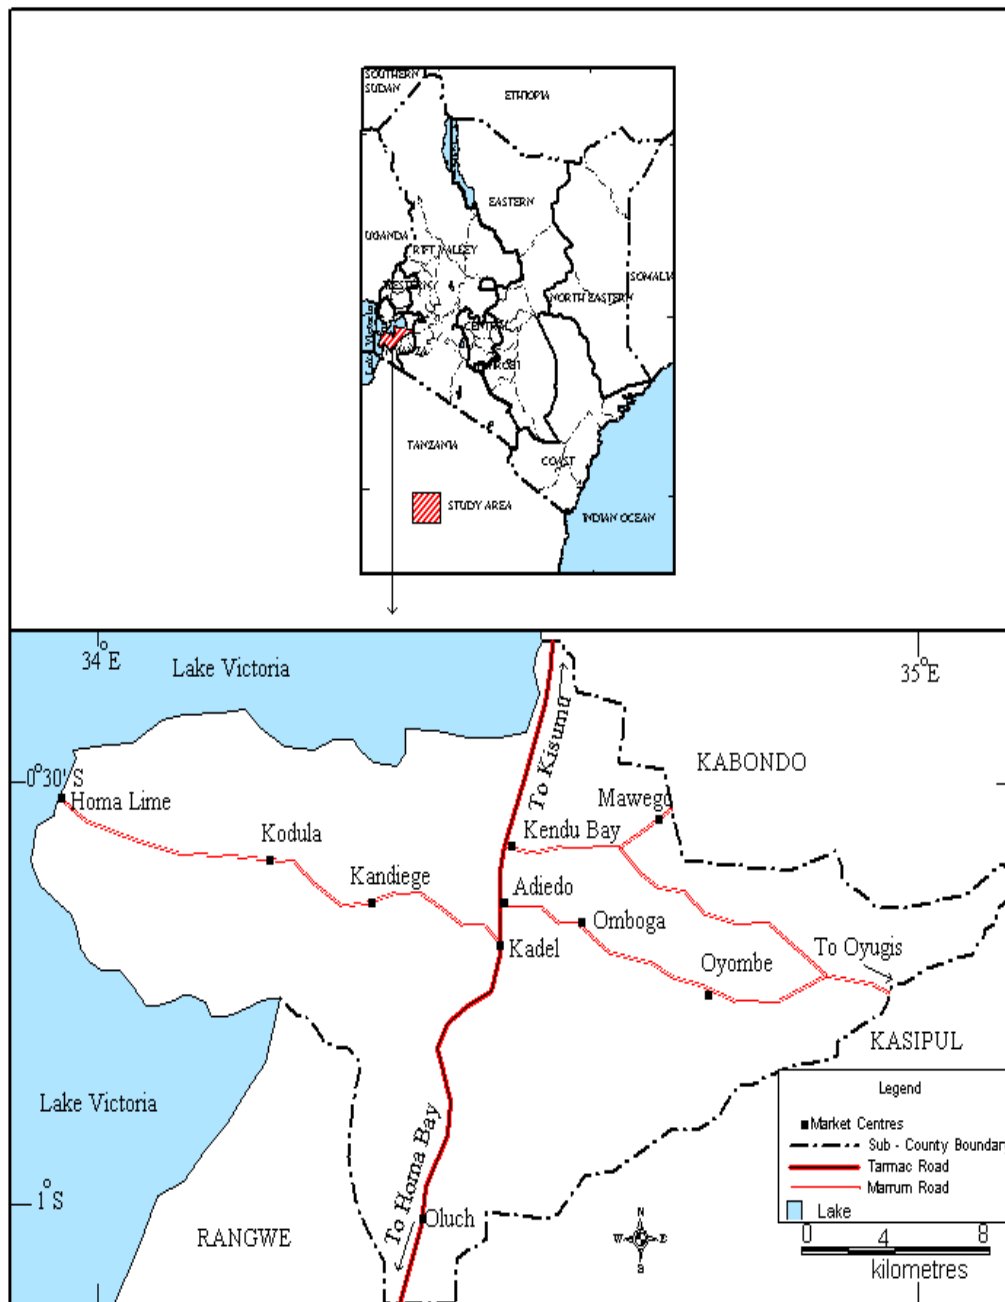 SOUTHERN
SUDAN
ETHIOPIA
EASTERN
UGANDA
RIFT VALLEY
SOMALIA
WESTERN
NORTH EASTERN
CENTRAL
Lake Victoria
TANZANIA
COAST
STUDY AREA
INDIAN OCEAN
34°E
Lake Victoria
35°E
To Kisumu
KABONDO
0°30' S
Homa Lime
Mawego
Kodula
Kendu Bay
Kandiege
Adiedo
Omboga
Kadel
To Oyugis
Oyombe
KASIPUL
Lake Victoria
Legend
Market Centres
Sub - County Boundary
Tarmac Road
Marrum Road
Lake
To Homa Bay
1°S
Oluch
RANGWE
N
W E
S
0 4 8
kilometres